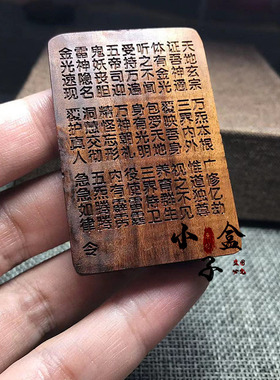 天地玄宗 万炁本根 广修亿劫
证吾神通 三界内外 惟道独尊
体有金光 覆映吾身 视之不见
听之不闻 包罗天地 养育群生
受持万遍 身有光明 三界侍卫
五帝司迎 万神朝礼 役使雷霆
鬼妖丧胆 精怪忘形 内有霹雳
雷神隐名 洞慧交彻 五炁腾腾
金光速现 覆护真人 急急如律令
小盒子